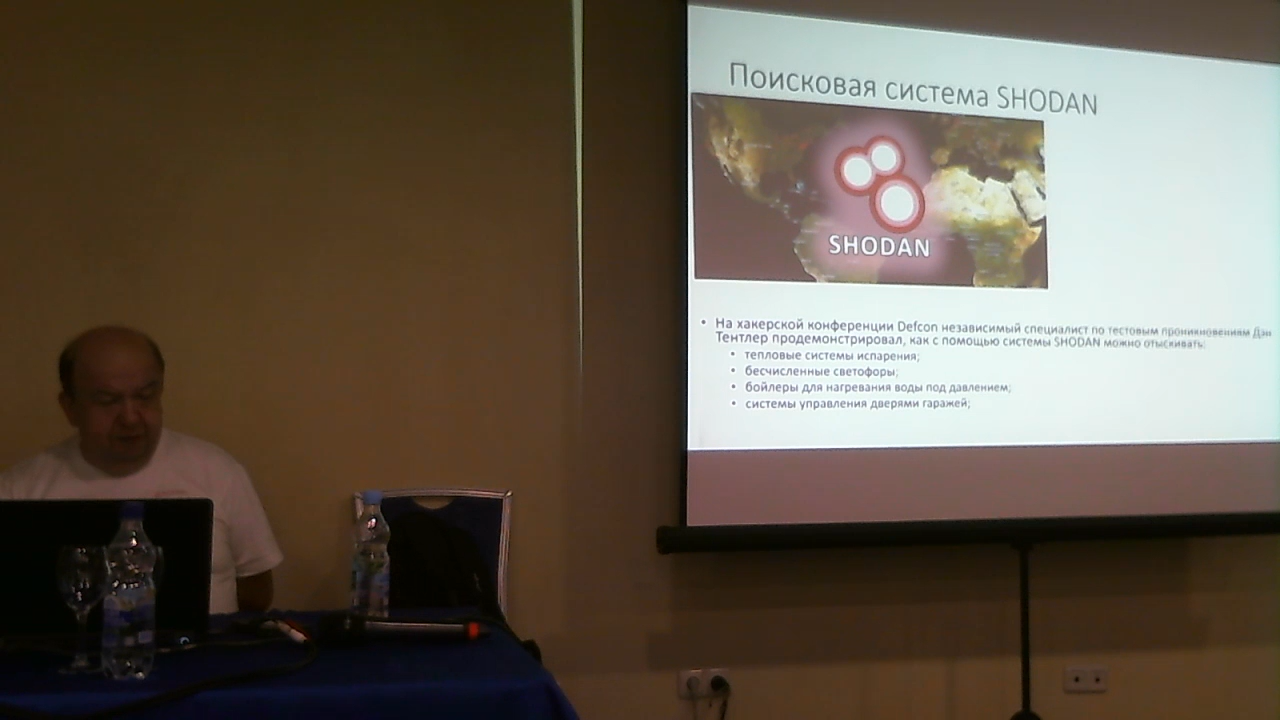 Поисковая система SHODAN
SHODAN
• На хакерской конференции Defcon независимый специалист по тестовым проникновениям Дэн
Тентлер продемонстрировал, как с помощью системы SHODAN можно отыскивать:
• тепловые системы испарения;
• бесчисленные светофоры;
• бойлеры для нагревания воды под давлением;
• системы управления дверями гаражей;